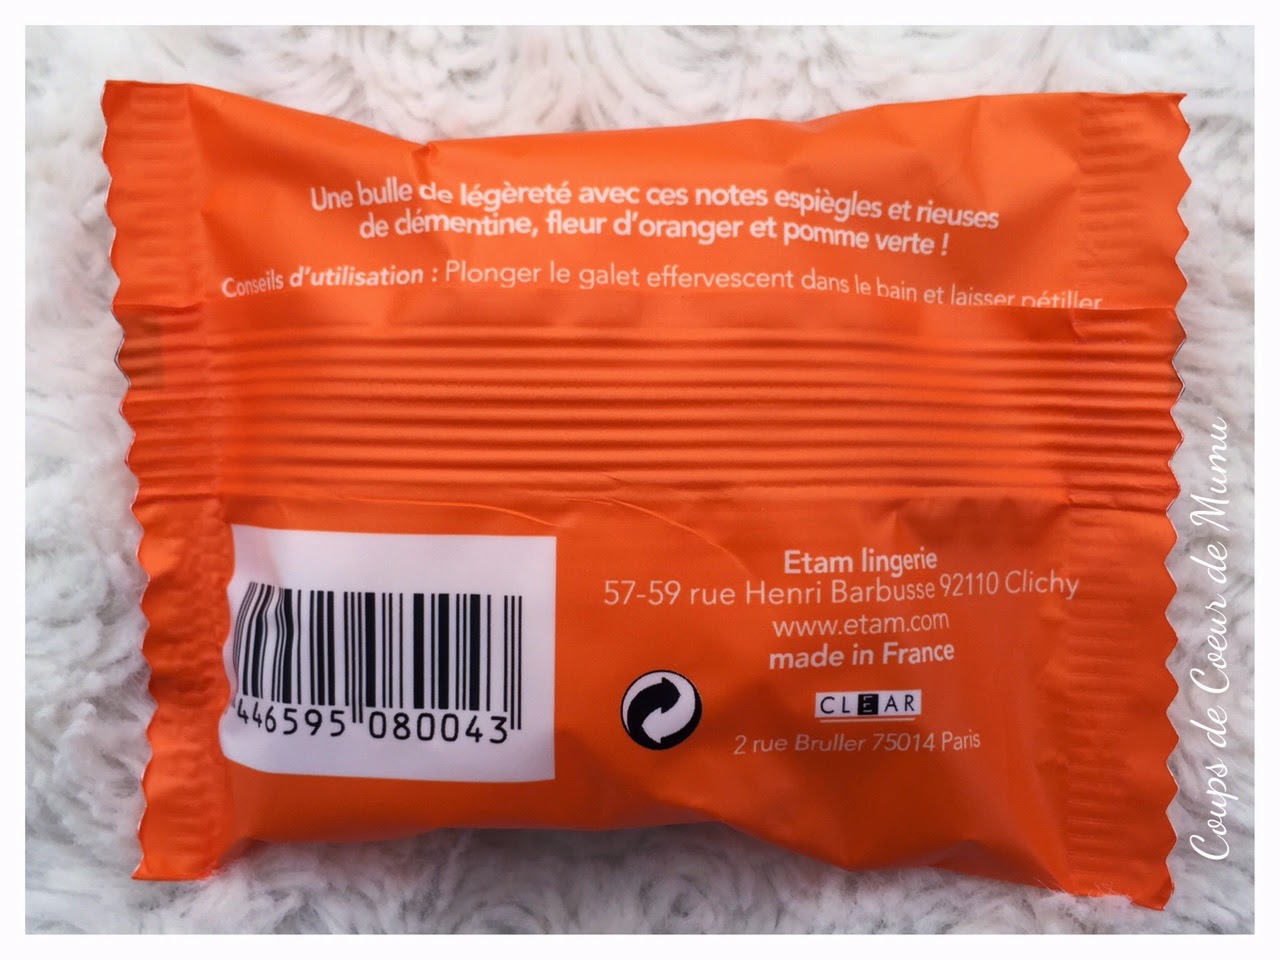 Une bulle de légèreté avec ces notes espiègles et rieuses
de clémentine, fleur d'oranger et pomme verte !
Conseils d'utilisation : Plonger le galet effervescent dans le bain et laisser pétiller
446595 080043
Etam lingerie
57-59 rue Henri Barbusse 92110 Clichy
www.etam.com
made in France
CLEAR
2 rue Bruller 75014 Paris
Coups de Coeur de Mumu